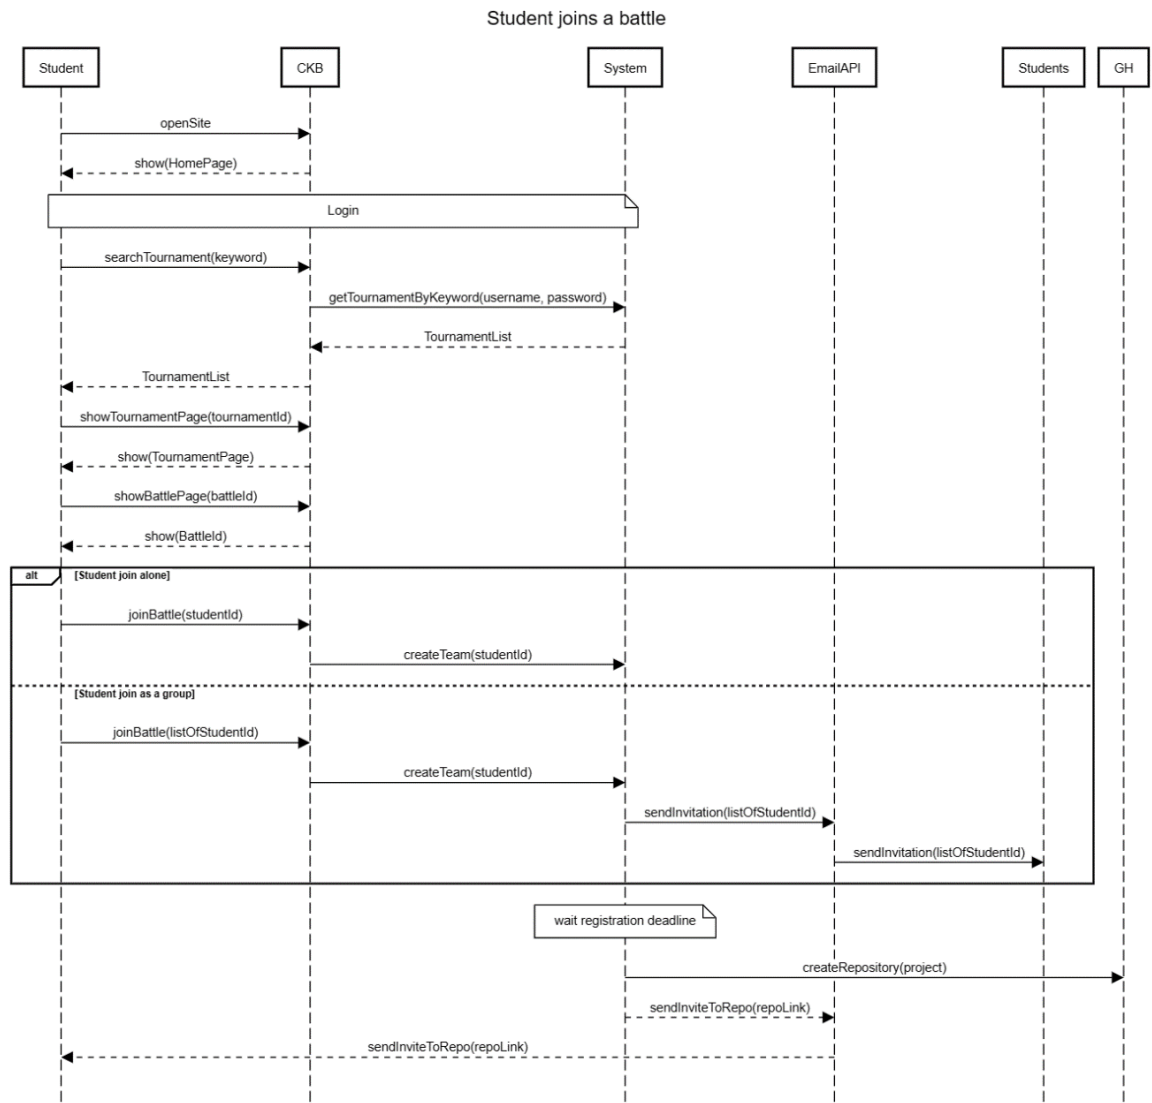 Student joins a battle
Student
CKB
System
EmailAPI
Students
GH
openSite
show(HomePage)
Login
searchTournament(keyword)
getTournamentByKeyword(username, password)
TournamentList
TournamentList
showTournamentPage(tournamentId)
show(TournamentPage)
showBattlePage(battleId)
show(BattleId)
alt
[Student join alone]
joinBattle(studentId)
createTeam(studentId)
[Student join as a group]
joinBattle(listOfStudentId)
createTeam(studentId)
sendInvitation(listOfStudentId)
sendInvitation(listOfStudentId)
wait registration deadline
createRepository(project)
sendInviteToRepo(repoLink)
sendInviteToRepo(repoLink)